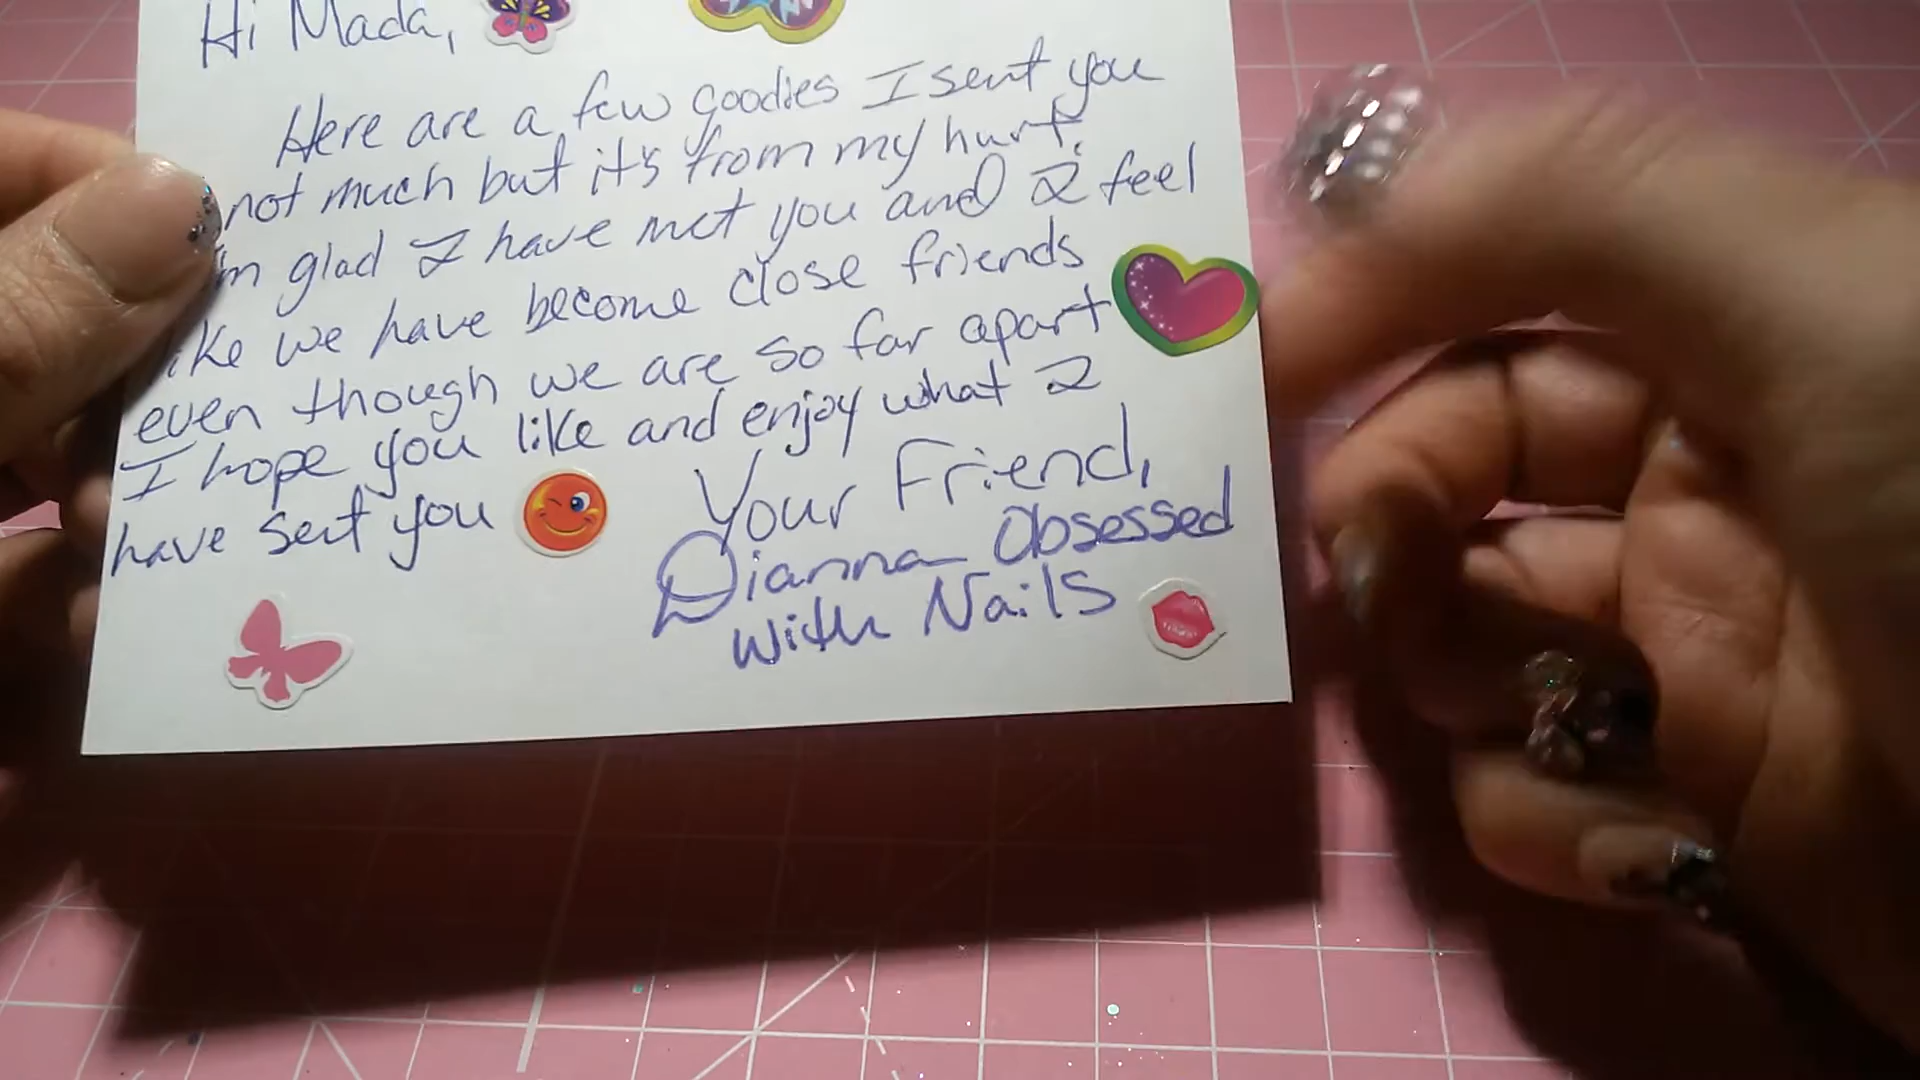 Hi Mada,
Here are a few goodies I sent you
not much but it's from my hurt.
I'm glad I have met you and I feel
like we have become close friends
even though we are so far apart
I hope you like and enjoy what I
have sent you
Your Friend,
Dianna Obsessed
With Nails